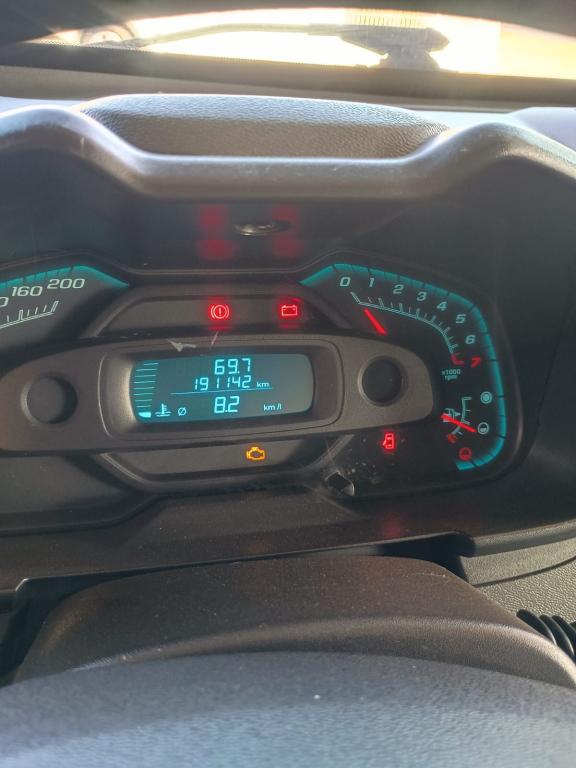 160 200
0 1 2 3 4 5 6 7
x1000
rpm
69.7
191142 km
Ø 8.2 km/l